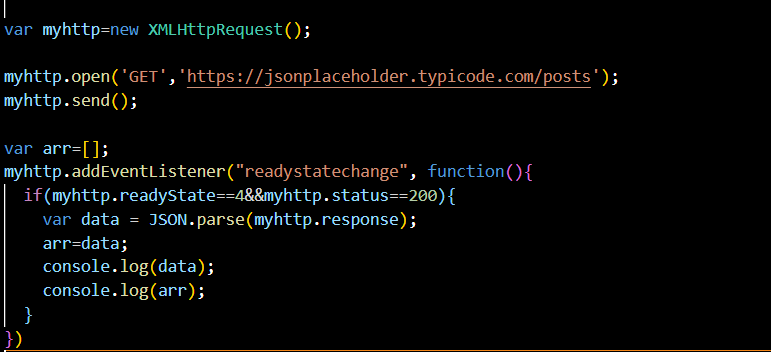 var myhttp=new XMLHttpRequest();
myhttp.open('GET','https://jsonplaceholder.typicode.com/posts');
myhttp.send();
var arr=[];
myhttp.addEventListener("readystatechange", function(){
if(myhttp.readyState==4&&myhttp.status==200){
var data = JSON.parse(myhttp.response);
arr=data;
console.log(data);
console.log(arr);
}
})